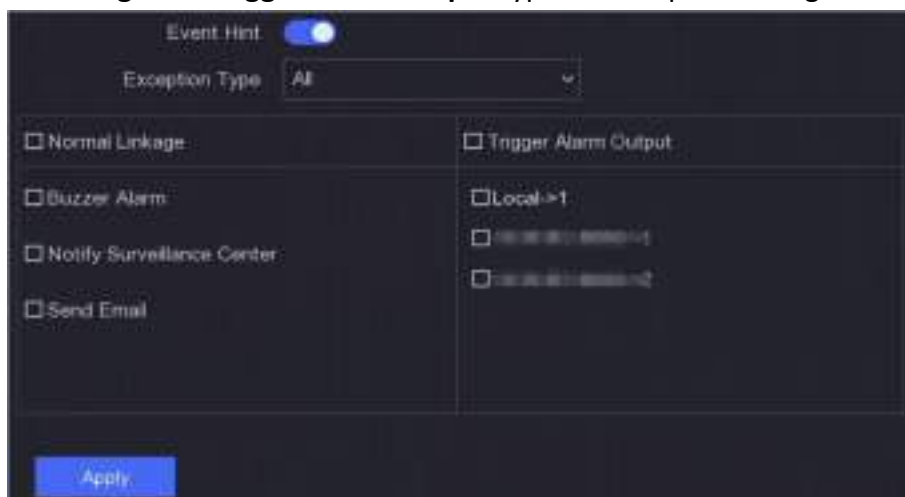 Event Hint
Exception Type All
Normal Linkage
Trigger Alarm Output
Buzzer Alarm
Notify Surveillance Center
Send Email
Local->1
Apply